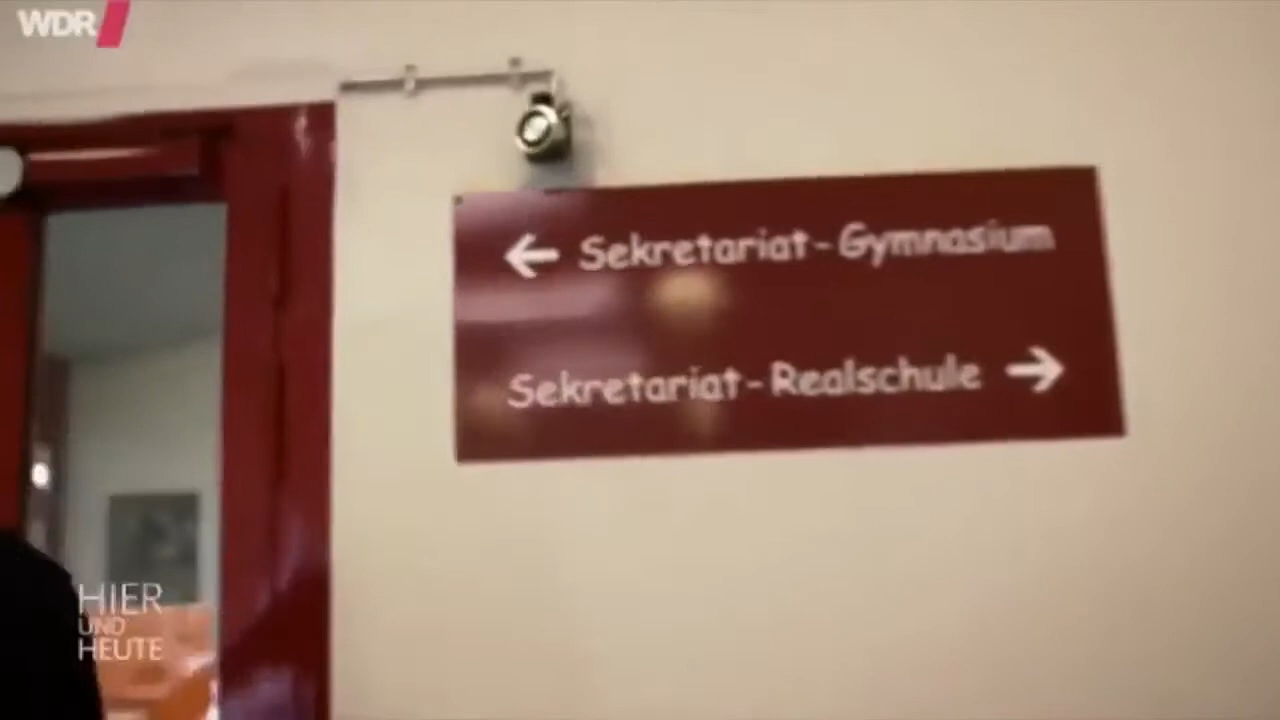 WDR
← Sekretariat-Gymnasium
Sekretariat-Realschule →
HIER
UND
HEUTE